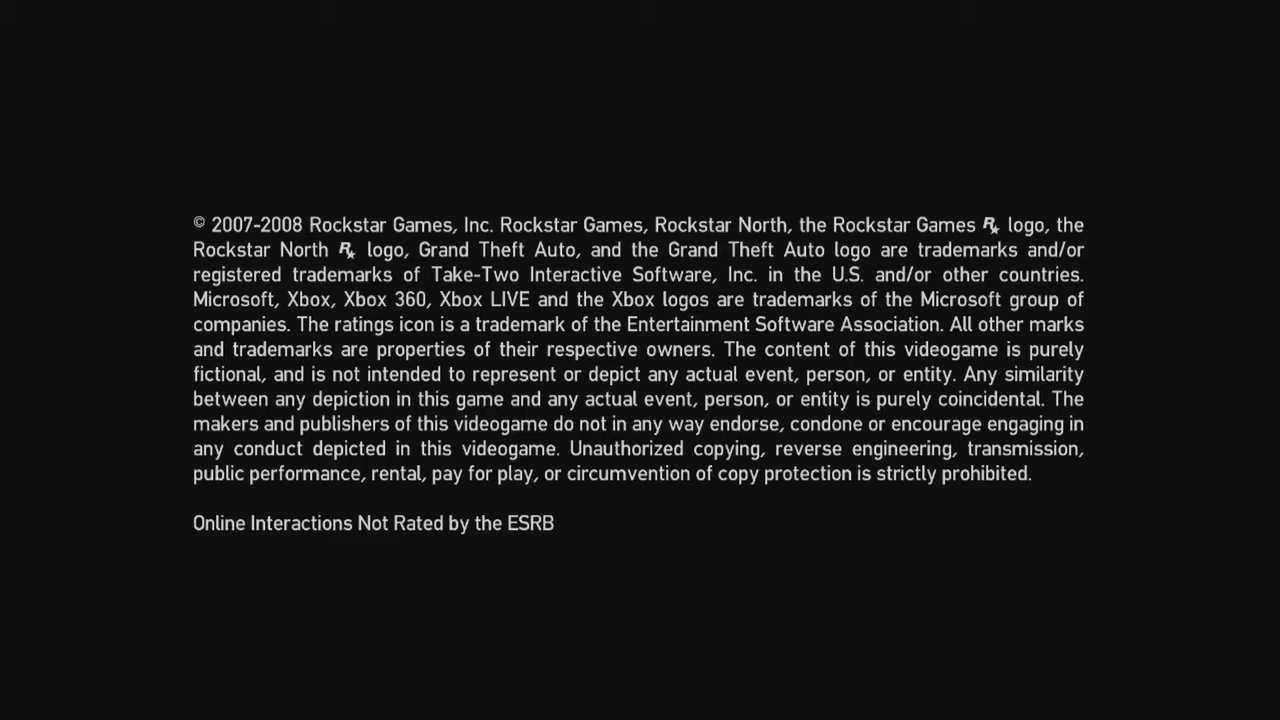 © 2007-2008 Rockstar Games, Inc. Rockstar Games, Rockstar North, the Rockstar Games R★ logo, the
Rockstar North R★ logo, Grand Theft Auto, and the Grand Theft Auto logo are trademarks and/or
registered trademarks of Take-Two Interactive Software, Inc. in the U.S. and/or other countries.
Microsoft, Xbox, Xbox 360, Xbox LIVE and the Xbox logos are trademarks of the Microsoft group of
companies. The ratings icon is a trademark of the Entertainment Software Association. All other marks
and trademarks are properties of their respective owners. The content of this videogame is purely
fictional, and is not intended to represent or depict any actual event, person, or entity. Any similarity
between any depiction in this game and any actual event, person, or entity is purely coincidental. The
makers and publishers of this videogame do not in any way endorse, condone or encourage engaging in
any conduct depicted in this videogame. Unauthorized copying, reverse engineering, transmission,
public performance, rental, pay for play, or circumvention of copy protection is strictly prohibited.
Online Interactions Not Rated by the ESRB